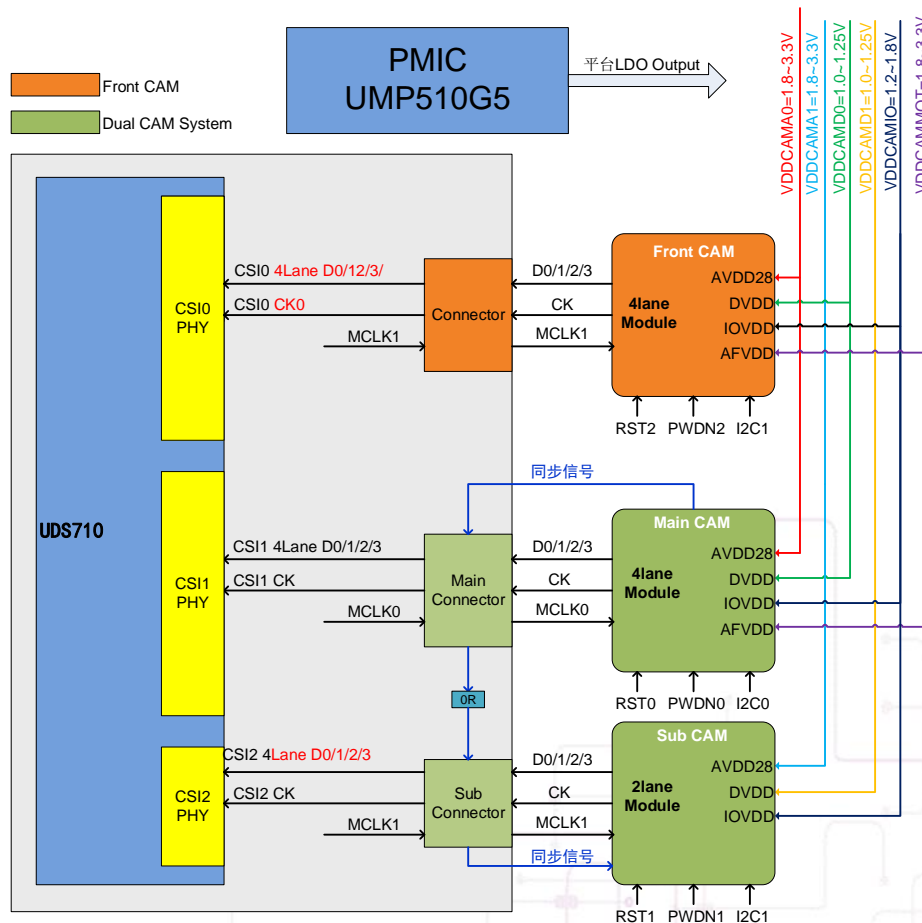 PMIC
UMP510G5
平台LDO Output
Front CAM
Dual CAM System
VDDCAMA0=1.8~3.3V
VDDCAMA1=1.8~3.3V
VDDCAMD0=1.0~1.25V
VDDCAMD1=1.0~1.25V
VDDCAMIO=1.2~1.8V
VDDCAMMOT=1.8~3.3V
UDS710
CSI0
PHY
CSI0 4Lane D0/12/3/
CSI0 CK0
MCLK1
Connector
D0/1/2/3
CK
MCLK1
Front CAM
4lane
Module
AVDD28
DVDD
IOVDD
AFVDD
RST2
PWDN2
I2C1
同步信号
CSI1
PHY
CSI1 4Lane D0/1/2/3
CSI1 CK
MCLK0
Main
Connector
D0/1/2/3
CK
MCLK0
Main CAM
4lane
Module
AVDD28
DVDD
IOVDD
AFVDD
RST0
PWDN0
I2C0
0R
CSI2
PHY
CSI2 4Lane D0/1/2/3
CSI2 CK
MCLK1
Sub
Connector
D0/1/2/3
CK
MCLK1
同步信号
Sub CAM
2lane
Module
AVDD28
DVDD
IOVDD
RST1
PWDN1
I2C1